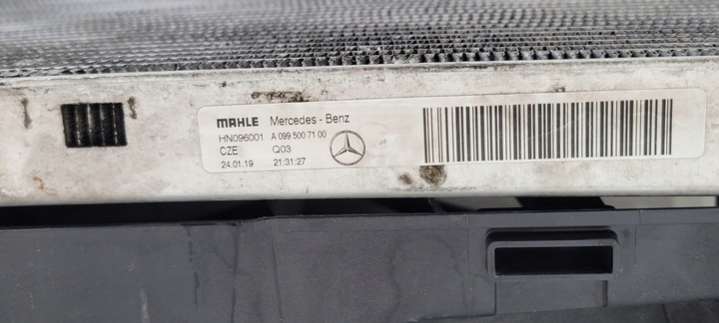 MAHLE Mercedes-Benz
HN096001 A 099 500 71 00
CZE Q03
24.01.19 21:31:27